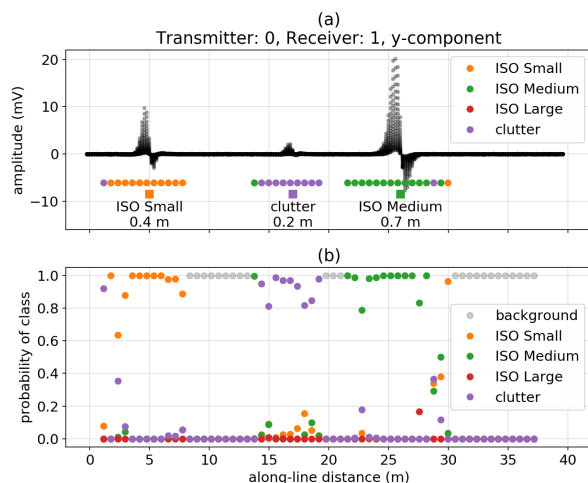 (a)
Transmitter: 0, Receiver: 1, y-component
20
10
0
−10
amplitude (mV)
ISO Small
ISO Medium
ISO Large
clutter
ISO Small
0.4 m
clutter
0.2 m
ISO Medium
0.7 m
(b)
1.0
0.8
0.6
0.4
0.2
0.0
probability of class
background
ISO Small
ISO Medium
ISO Large
clutter
0 5 10 15 20 25 30 35 40
along-line distance (m)